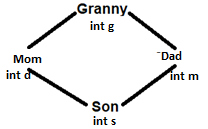 Granny
int g
Mom
int d
Dad
int m
Son
int s